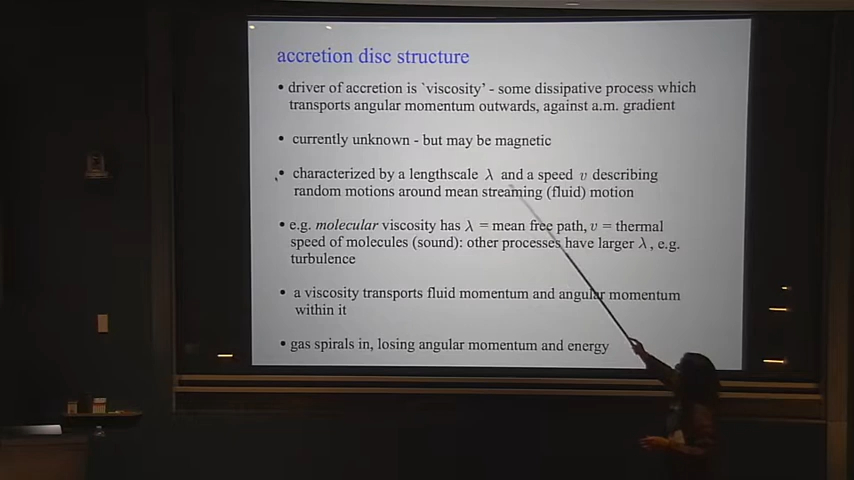 accretion disc structure
• driver of accretion is `viscosity' - some dissipative process which
transports angular momentum outwards, against a.m. gradient
• currently unknown - but may be magnetic
• characterized by a lengthscale λ and a speed υ describing
random motions around mean streaming (fluid) motion
• e.g. molecular viscosity has λ = mean free path, υ = thermal
speed of molecules (sound): other processes have larger λ, e.g.
turbulence
• a viscosity transports fluid momentum and angular momentum
within it
• gas spirals in, losing angular momentum and energy